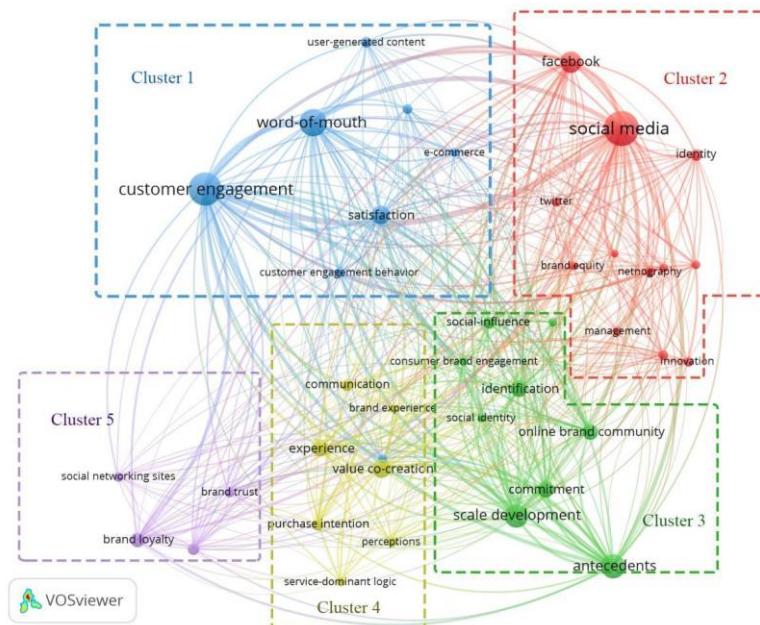 user-generated content
Cluster 1
word-of-mouth
e-commerce
customer engagement
satisfaction
customer engagement behavior
Cluster 2
facebook
social media
identity
twitter
brand equity
netnography
management
innovation
social-influence
consumer brand engagement
identification
social identity
online brand community
commitment
scale development
Cluster 3
antecedents
communication
brand experience
experience
value co-creation
purchase intention
perceptions
service-dominant logic
Cluster 4
Cluster 5
social networking sites
brand trust
brand loyalty
VOSviewer